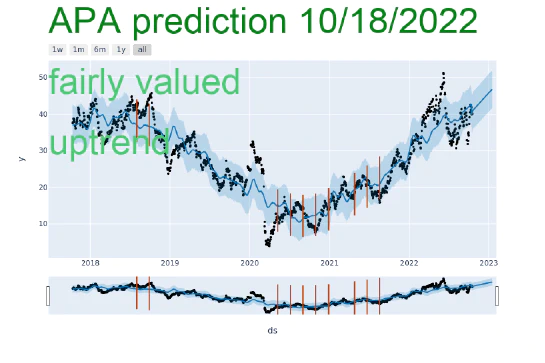 APA prediction 10/18/2022
1w 1m 6m 1y all
fairly valued
uptrend
50
40
30
20
10
y
2018 2019 2020 2021 2022 2023
ds